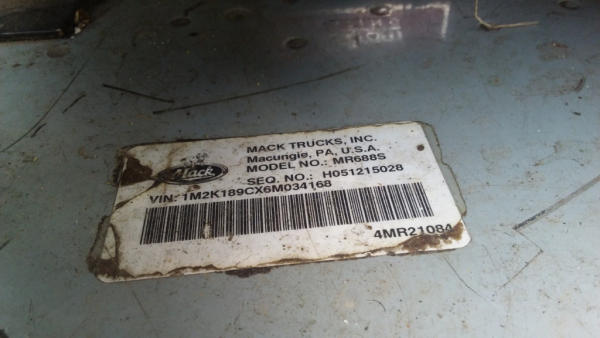 MACK TRUCKS, INC.
Macungie, PA, U.S.A.
MODEL NO.: MR688S
SEQ. NO.: H051215028
Mack
VIN: 1M2K189CX6M034168
4MR21084